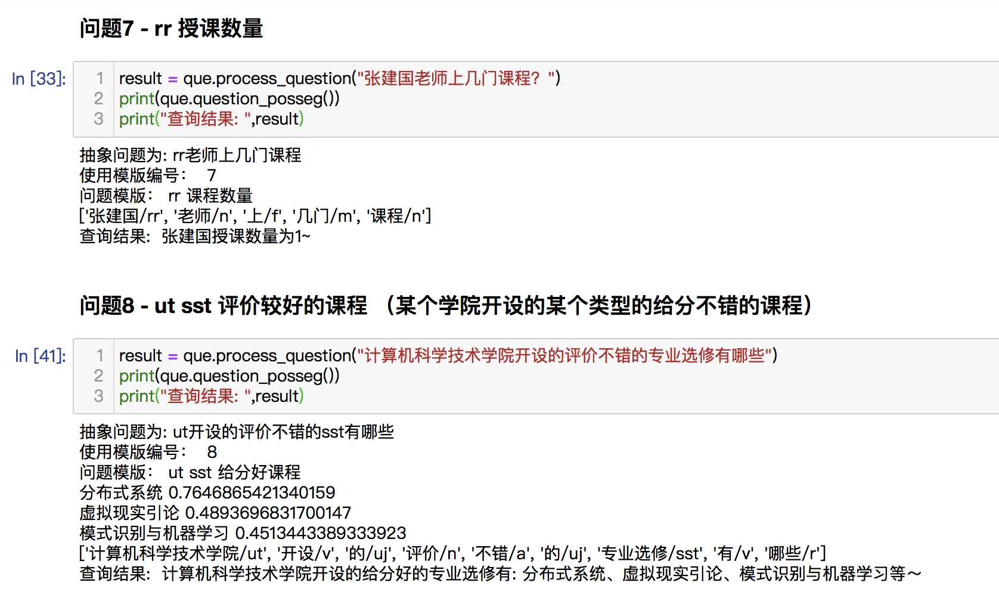 问题7 - rr 授课数量
In [33]:
1 result = que.process_question("张建国老师上几门课程？")
2 print(que.question_posseg())
3 print("查询结果: ",result)
抽象问题为: rr老师上几门课程
使用模版编号： 7
问题模版： rr 课程数量
['张建国/rr', '老师/n', '上/f', '几门/m', '课程/n']
查询结果: 张建国授课数量为1~
问题8 - ut sst 评价较好的课程 （某个学院开设的某个类型的给分不错的课程）
In [41]:
1 result = que.process_question("计算机科学技术学院开设的评价不错的专业选修有哪些")
2 print(que.question_posseg())
3 print("查询结果: ",result)
抽象问题为: ut开设的评价不错的sst有哪些
使用模版编号： 8
问题模版： ut sst 给分好课程
分布式系统 0.7646865421340159
虚拟现实引论 0.4893696831700147
模式识别与机器学习 0.4513443389333923
['计算机科学技术学院/ut', '开设/v', '的/uj', '评价/n', '不错/a', '的/uj', '专业选修/sst', '有/v', '哪些/r']
查询结果: 计算机科学技术学院开设的给分好的专业选修有: 分布式系统、虚拟现实引论、模式识别与机器学习等～